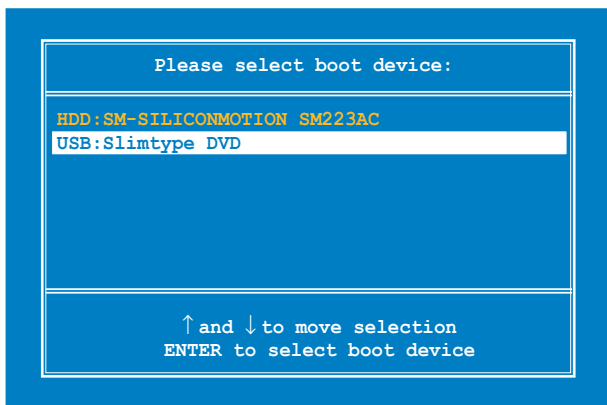 Please select boot device:
HDD:SM-SILICONMOTION SM223AC
USB:Slimtype DVD
↑ and ↓ to move selection
ENTER to select boot device